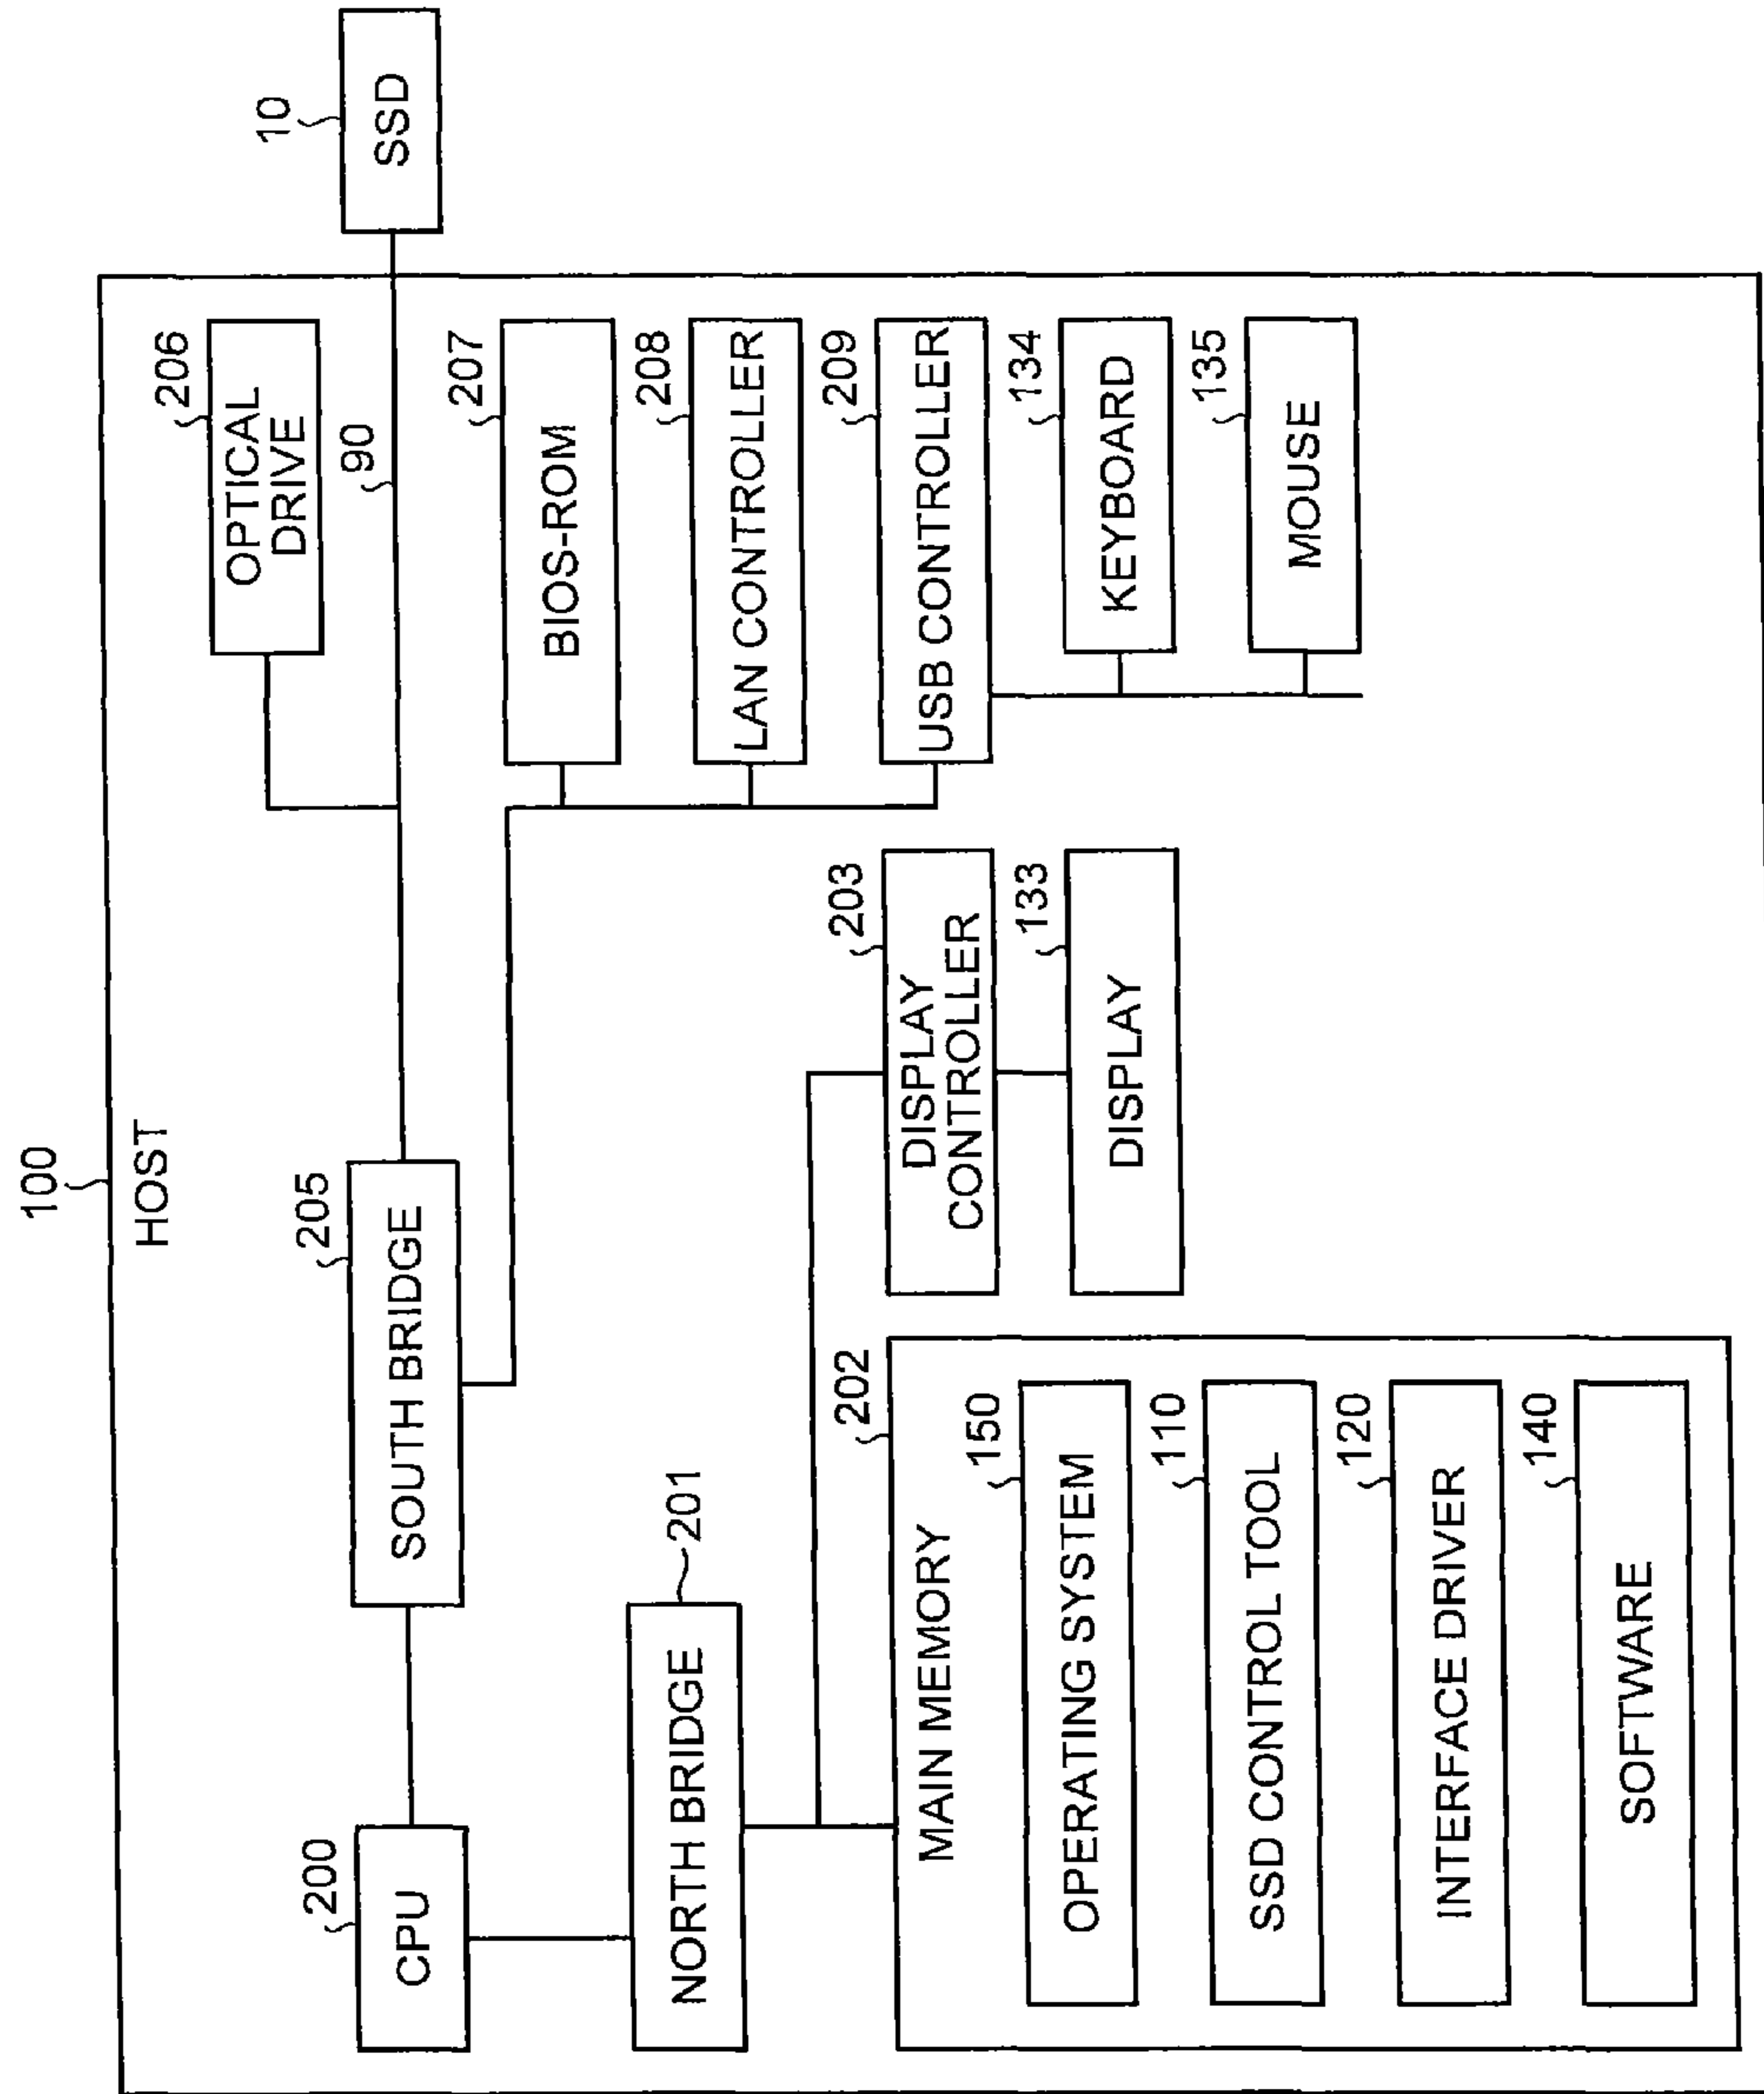 100
HOST
10
SSD
206
OPTICAL
DRIVE
90
200
CPU
205
SOUTH BRIDGE
207
BIOS-ROM
208
LAN CONTROLLER
209
USB CONTROLLER
134
KEYBOARD
135
MOUSE
201
NORTH BRIDGE
203
DISPLAY
CONTROLLER
133
DISPLAY
202
MAIN MEMORY
150
OPERATING SYSTEM
110
SSD CONTROL TOOL
120
INTERFACE DRIVER
140
SOFTWARE